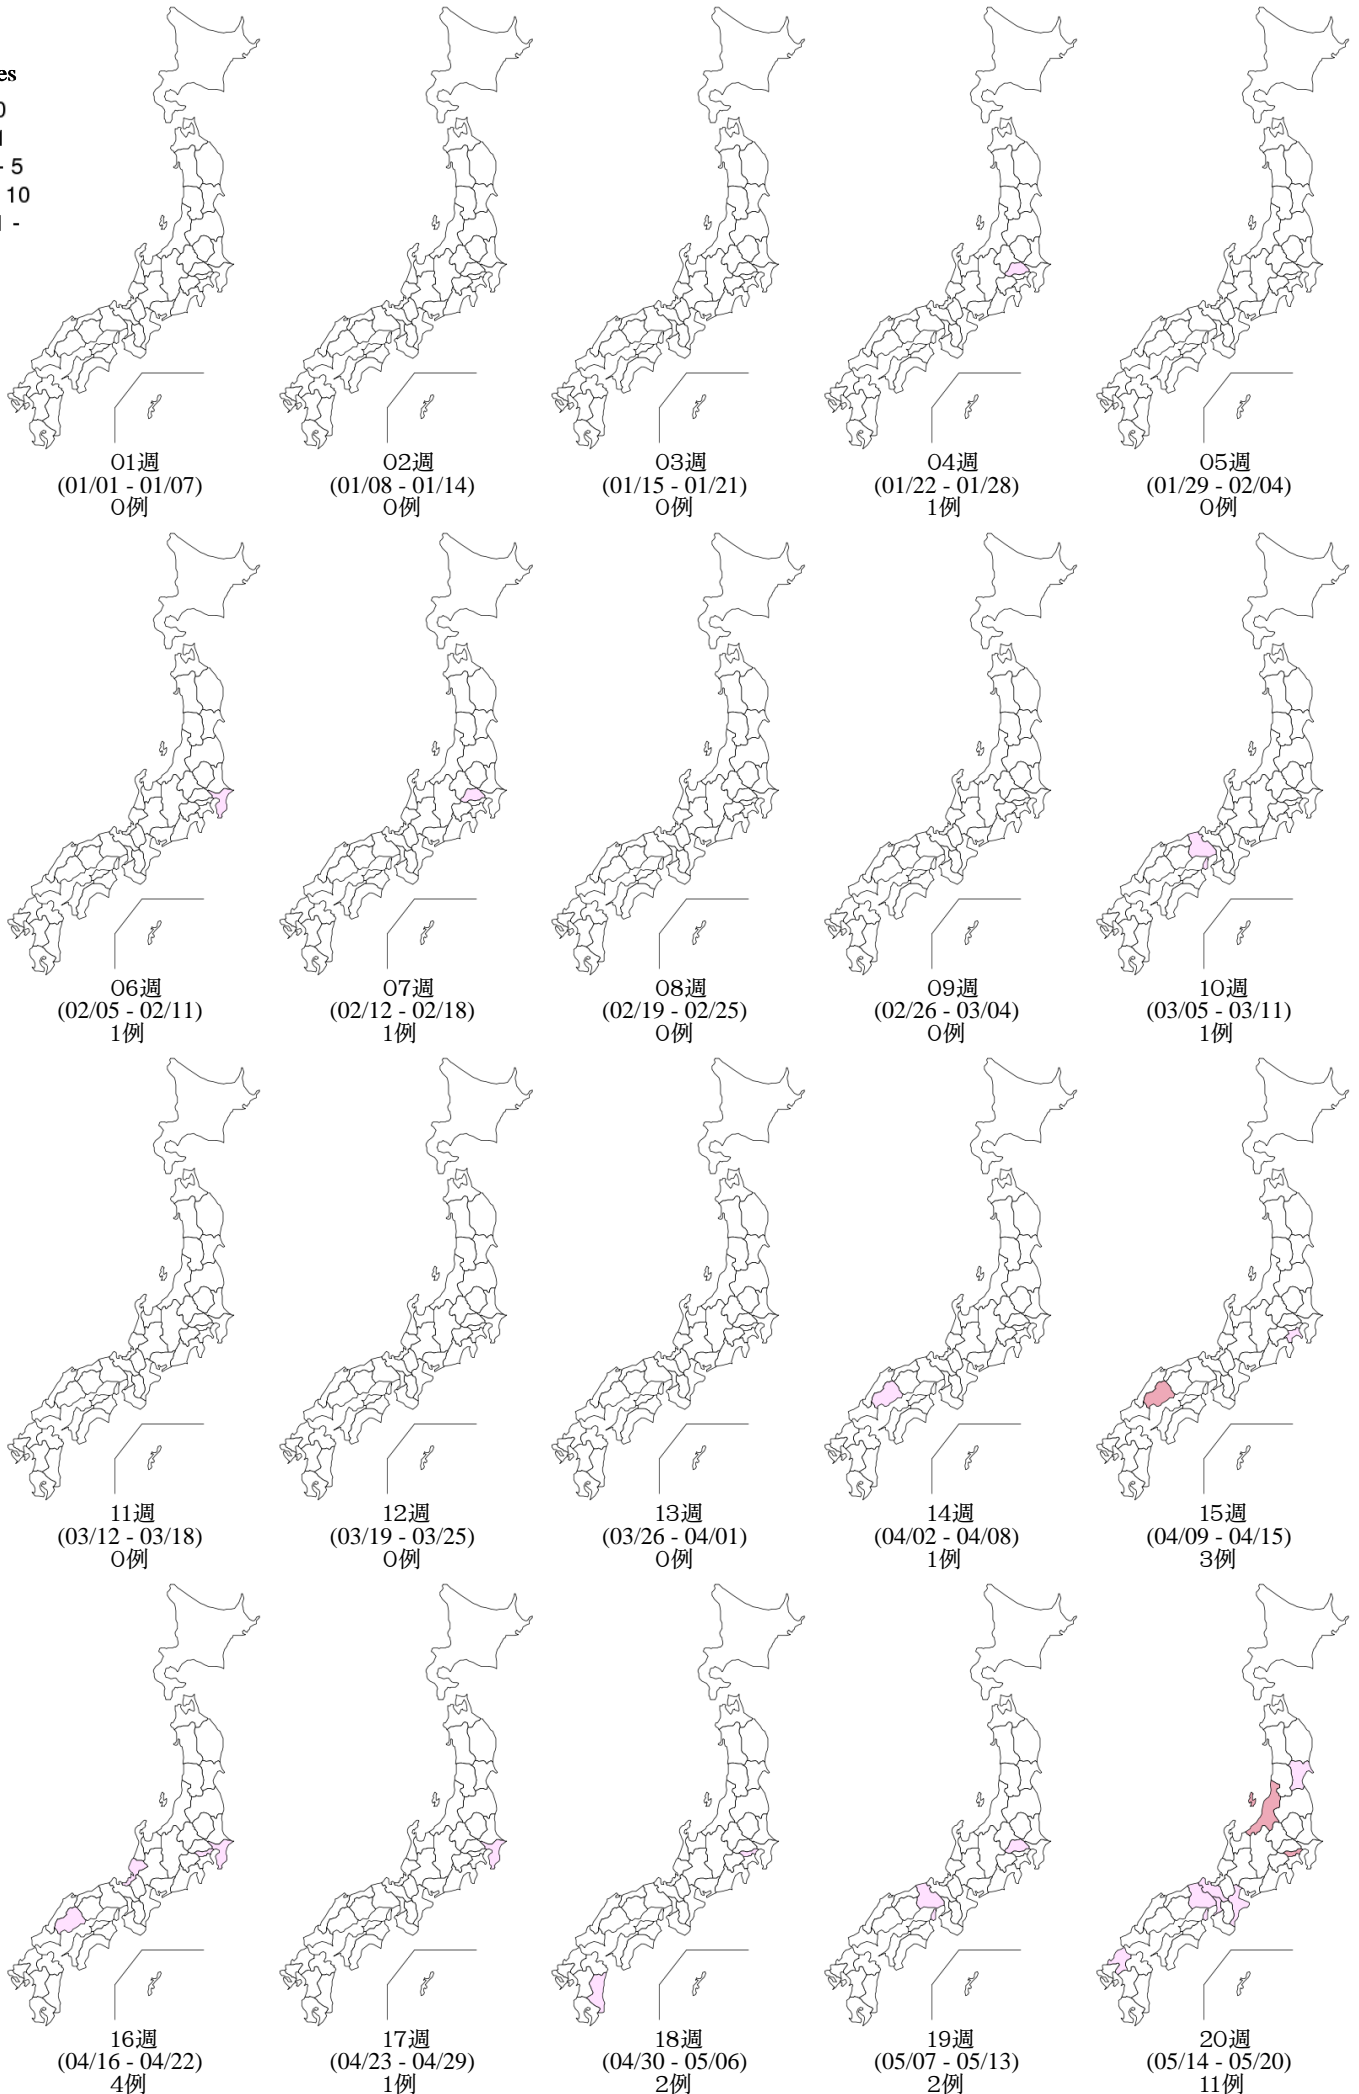 es
0
1
- 5
10
1 -
01週
(01/01 - 01/07)
0例
02週
(01/08 - 01/14)
0例
03週
(01/15 - 01/21)
0例
04週
(01/22 - 01/28)
1例
05週
(01/29 - 02/04)
0例
06週
(02/05 - 02/11)
1例
07週
(02/12 - 02/18)
1例
08週
(02/19 - 02/25)
0例
09週
(02/26 - 03/04)
0例
10週
(03/05 - 03/11)
1例
11週
(03/12 - 03/18)
0例
12週
(03/19 - 03/25)
0例
13週
(03/26 - 04/01)
0例
14週
(04/02 - 04/08)
1例
15週
(04/09 - 04/15)
3例
16週
(04/16 - 04/22)
4例
17週
(04/23 - 04/29)
1例
18週
(04/30 - 05/06)
2例
19週
(05/07 - 05/13)
2例
20週
(05/14 - 05/20)
11例